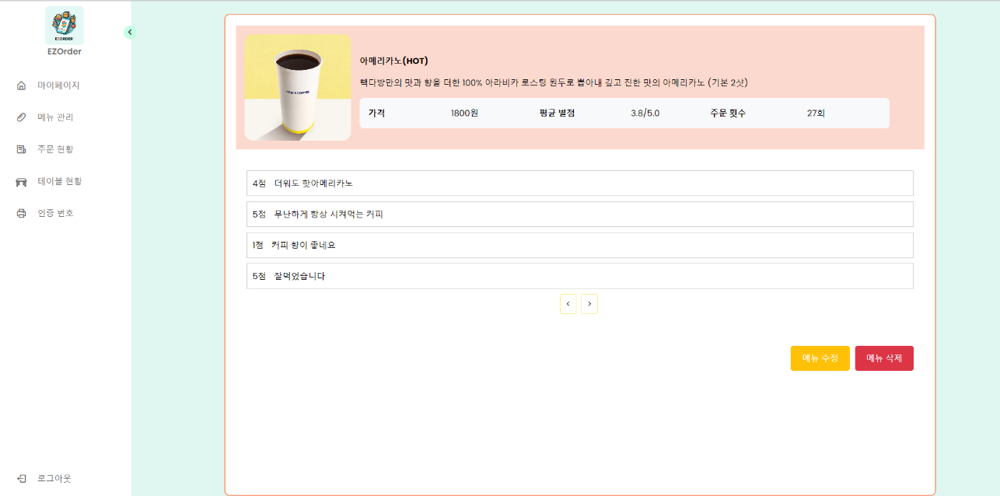 EZORDER
EZOrder
마이페이지
메뉴 관리
주문 현황
테이블 현황
인증 번호
로그아웃
아메리카노(HOT)
빽다방만의 맛과 향을 더한 100% 아라비카 로스팅 원두로 뽑아내 깊고 진한 맛의 아메리카노 (기본 2샷)
가격 1800원 평균 별점 3.8/5.0 주문 횟수 27회
4점 더워도 핫아메리카노
5점 무난하게 항상 시켜먹는 커피
1점 커피 향이 좋네요
5점 잘먹었습니다
메뉴 수정 메뉴 삭제